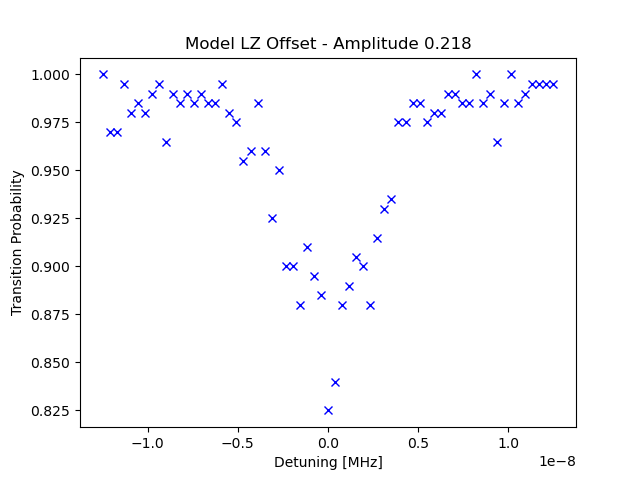 Model LZ Offset - Amplitude 0.218
1.000
0.975
0.950
0.925
0.900
0.875
0.850
0.825
Transition Probability
−1.0 −0.5 0.0 0.5 1.0
1e−8
Detuning [MHz]